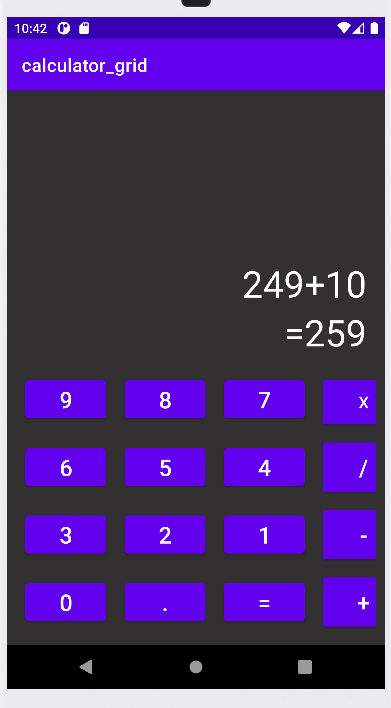 10:42
calculator_grid
249+10
=259
9 8 7 x
6 5 4 /
3 2 1 -
0 . = +